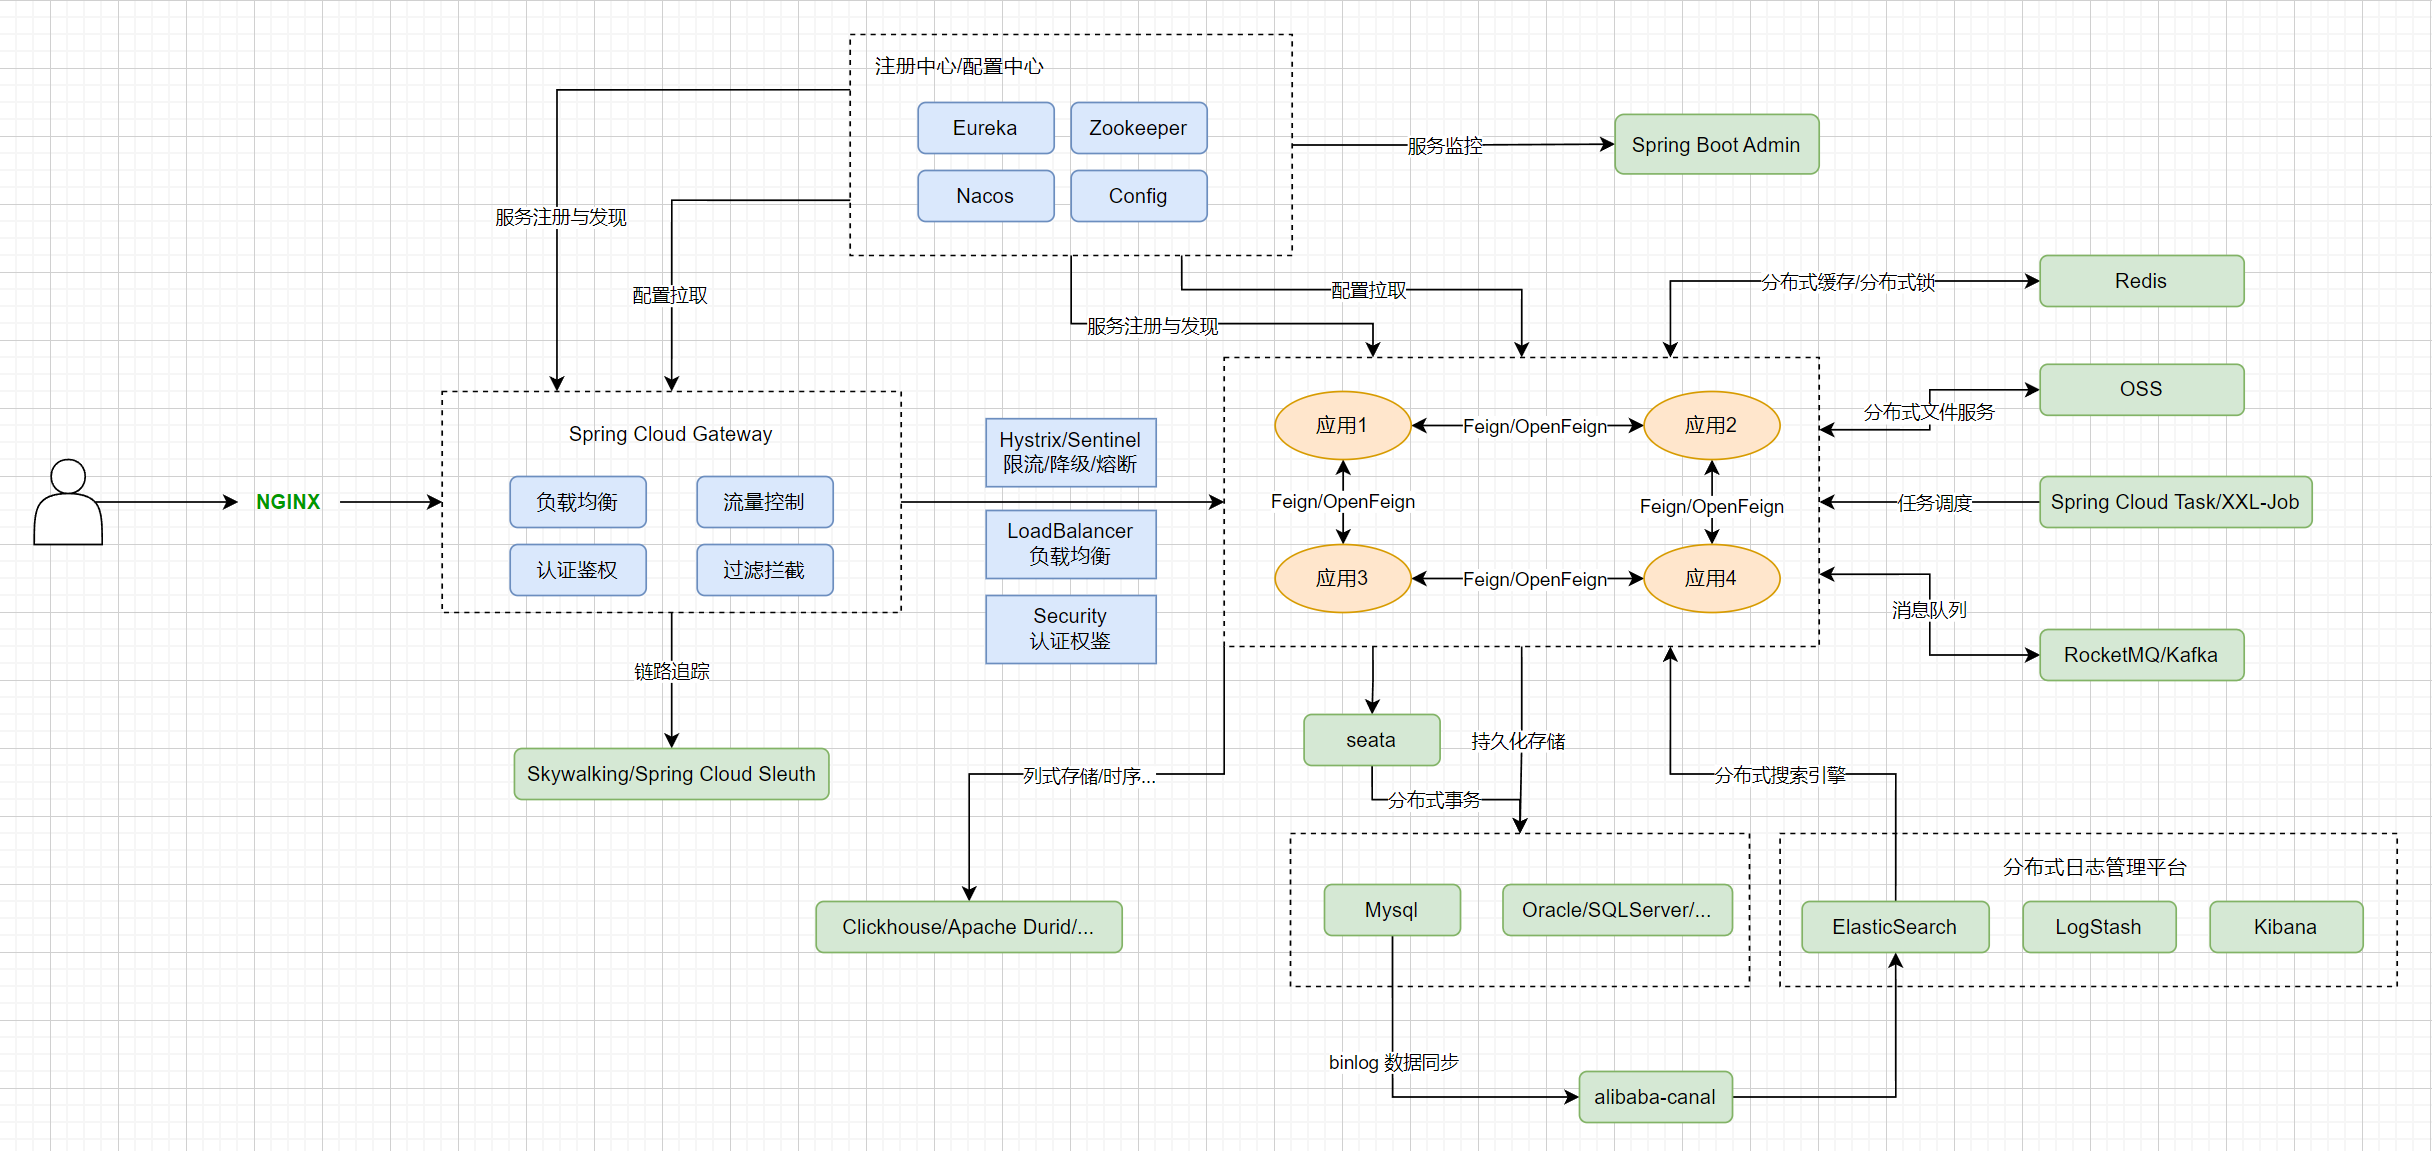 注册中心/配置中心
Eureka
Zookeeper
Nacos
Config
服务监控
Spring Boot Admin
服务注册与发现
配置拉取
配置拉取
服务注册与发现
分布式缓存/分布式锁
Redis
OSS
分布式文件服务
Spring Cloud Gateway
负载均衡
流量控制
认证鉴权
过滤拦截
NGINX
Hystrix/Sentinel
限流/降级/熔断
LoadBalancer
负载均衡
Security
认证权鉴
应用1
Feign/OpenFeign
应用2
Feign/OpenFeign
Feign/OpenFeign
应用3
Feign/OpenFeign
应用4
任务调度
Spring Cloud Task/XXL-Job
消息队列
RocketMQ/Kafka
链路追踪
Skywalking/Spring Cloud Sleuth
列式存储/时序...
Clickhouse/Apache Durid/...
seata
持久化存储
分布式事务
分布式搜索引擎
Mysql
Oracle/SQLServer/...
分布式日志管理平台
ElasticSearch
LogStash
Kibana
binlog 数据同步
alibaba-canal